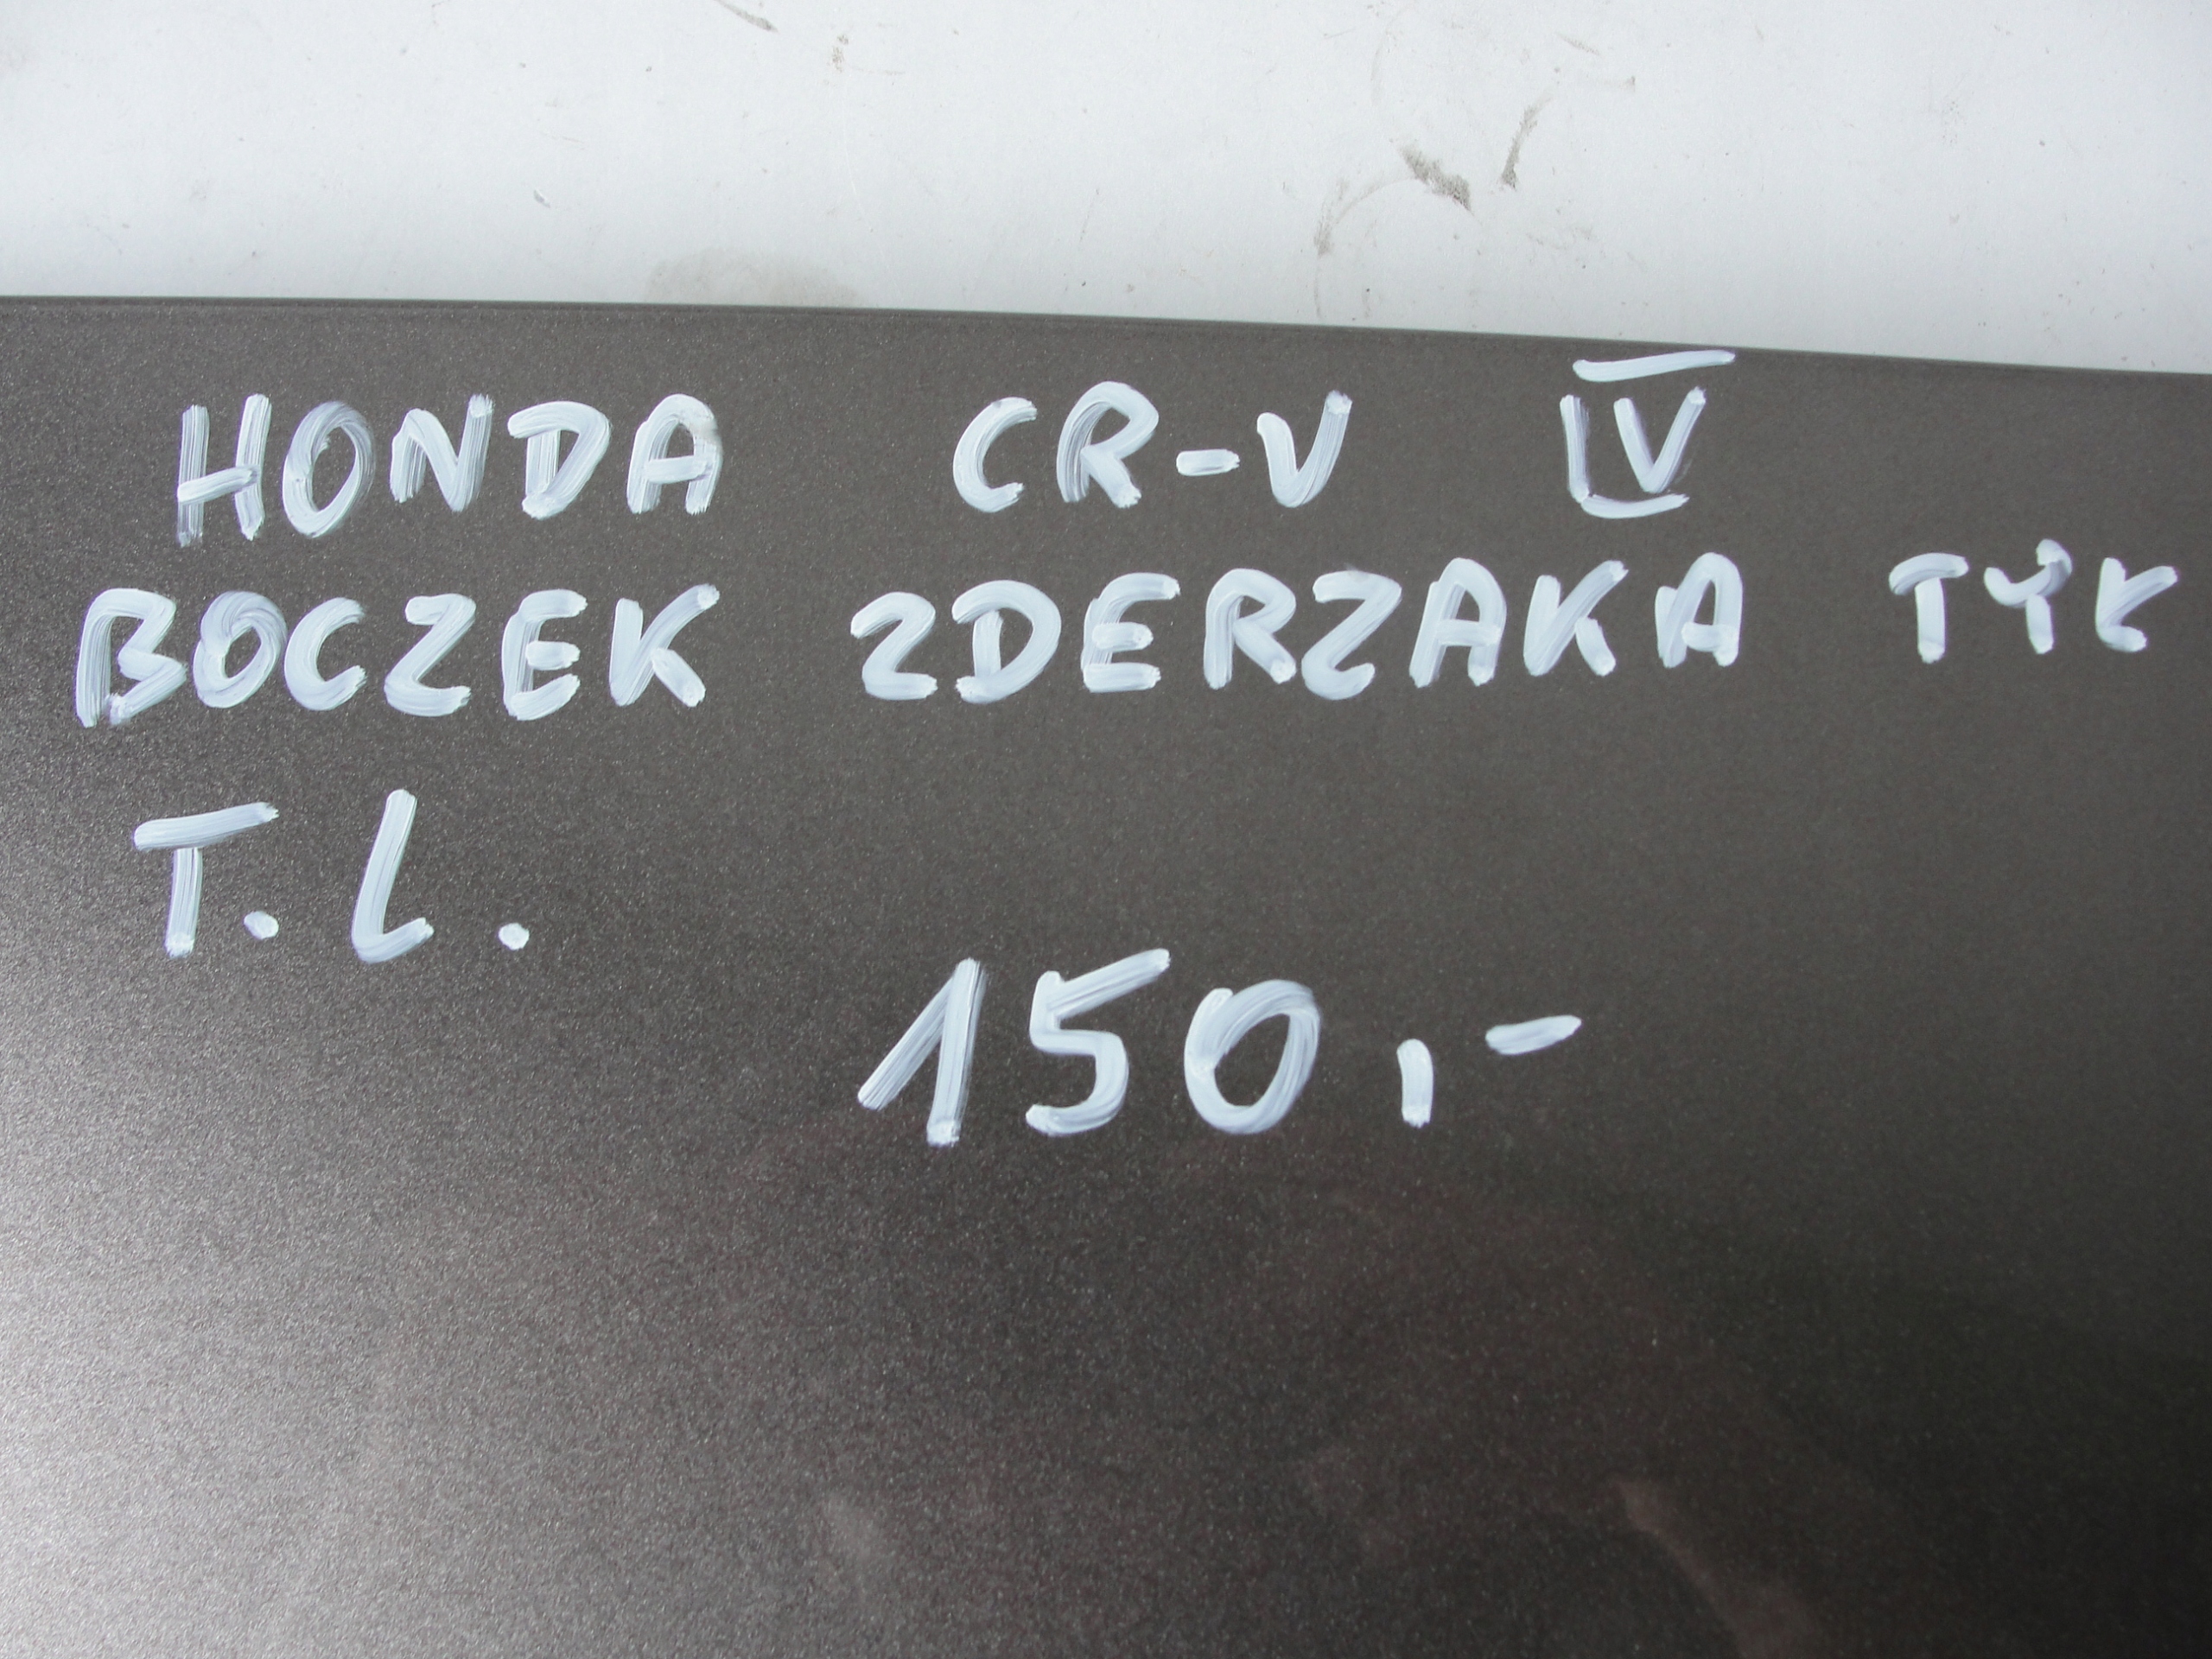 HONDA CR-V IV
BOCZEK ZDERZAKA TYŁ
T.L.
150,-